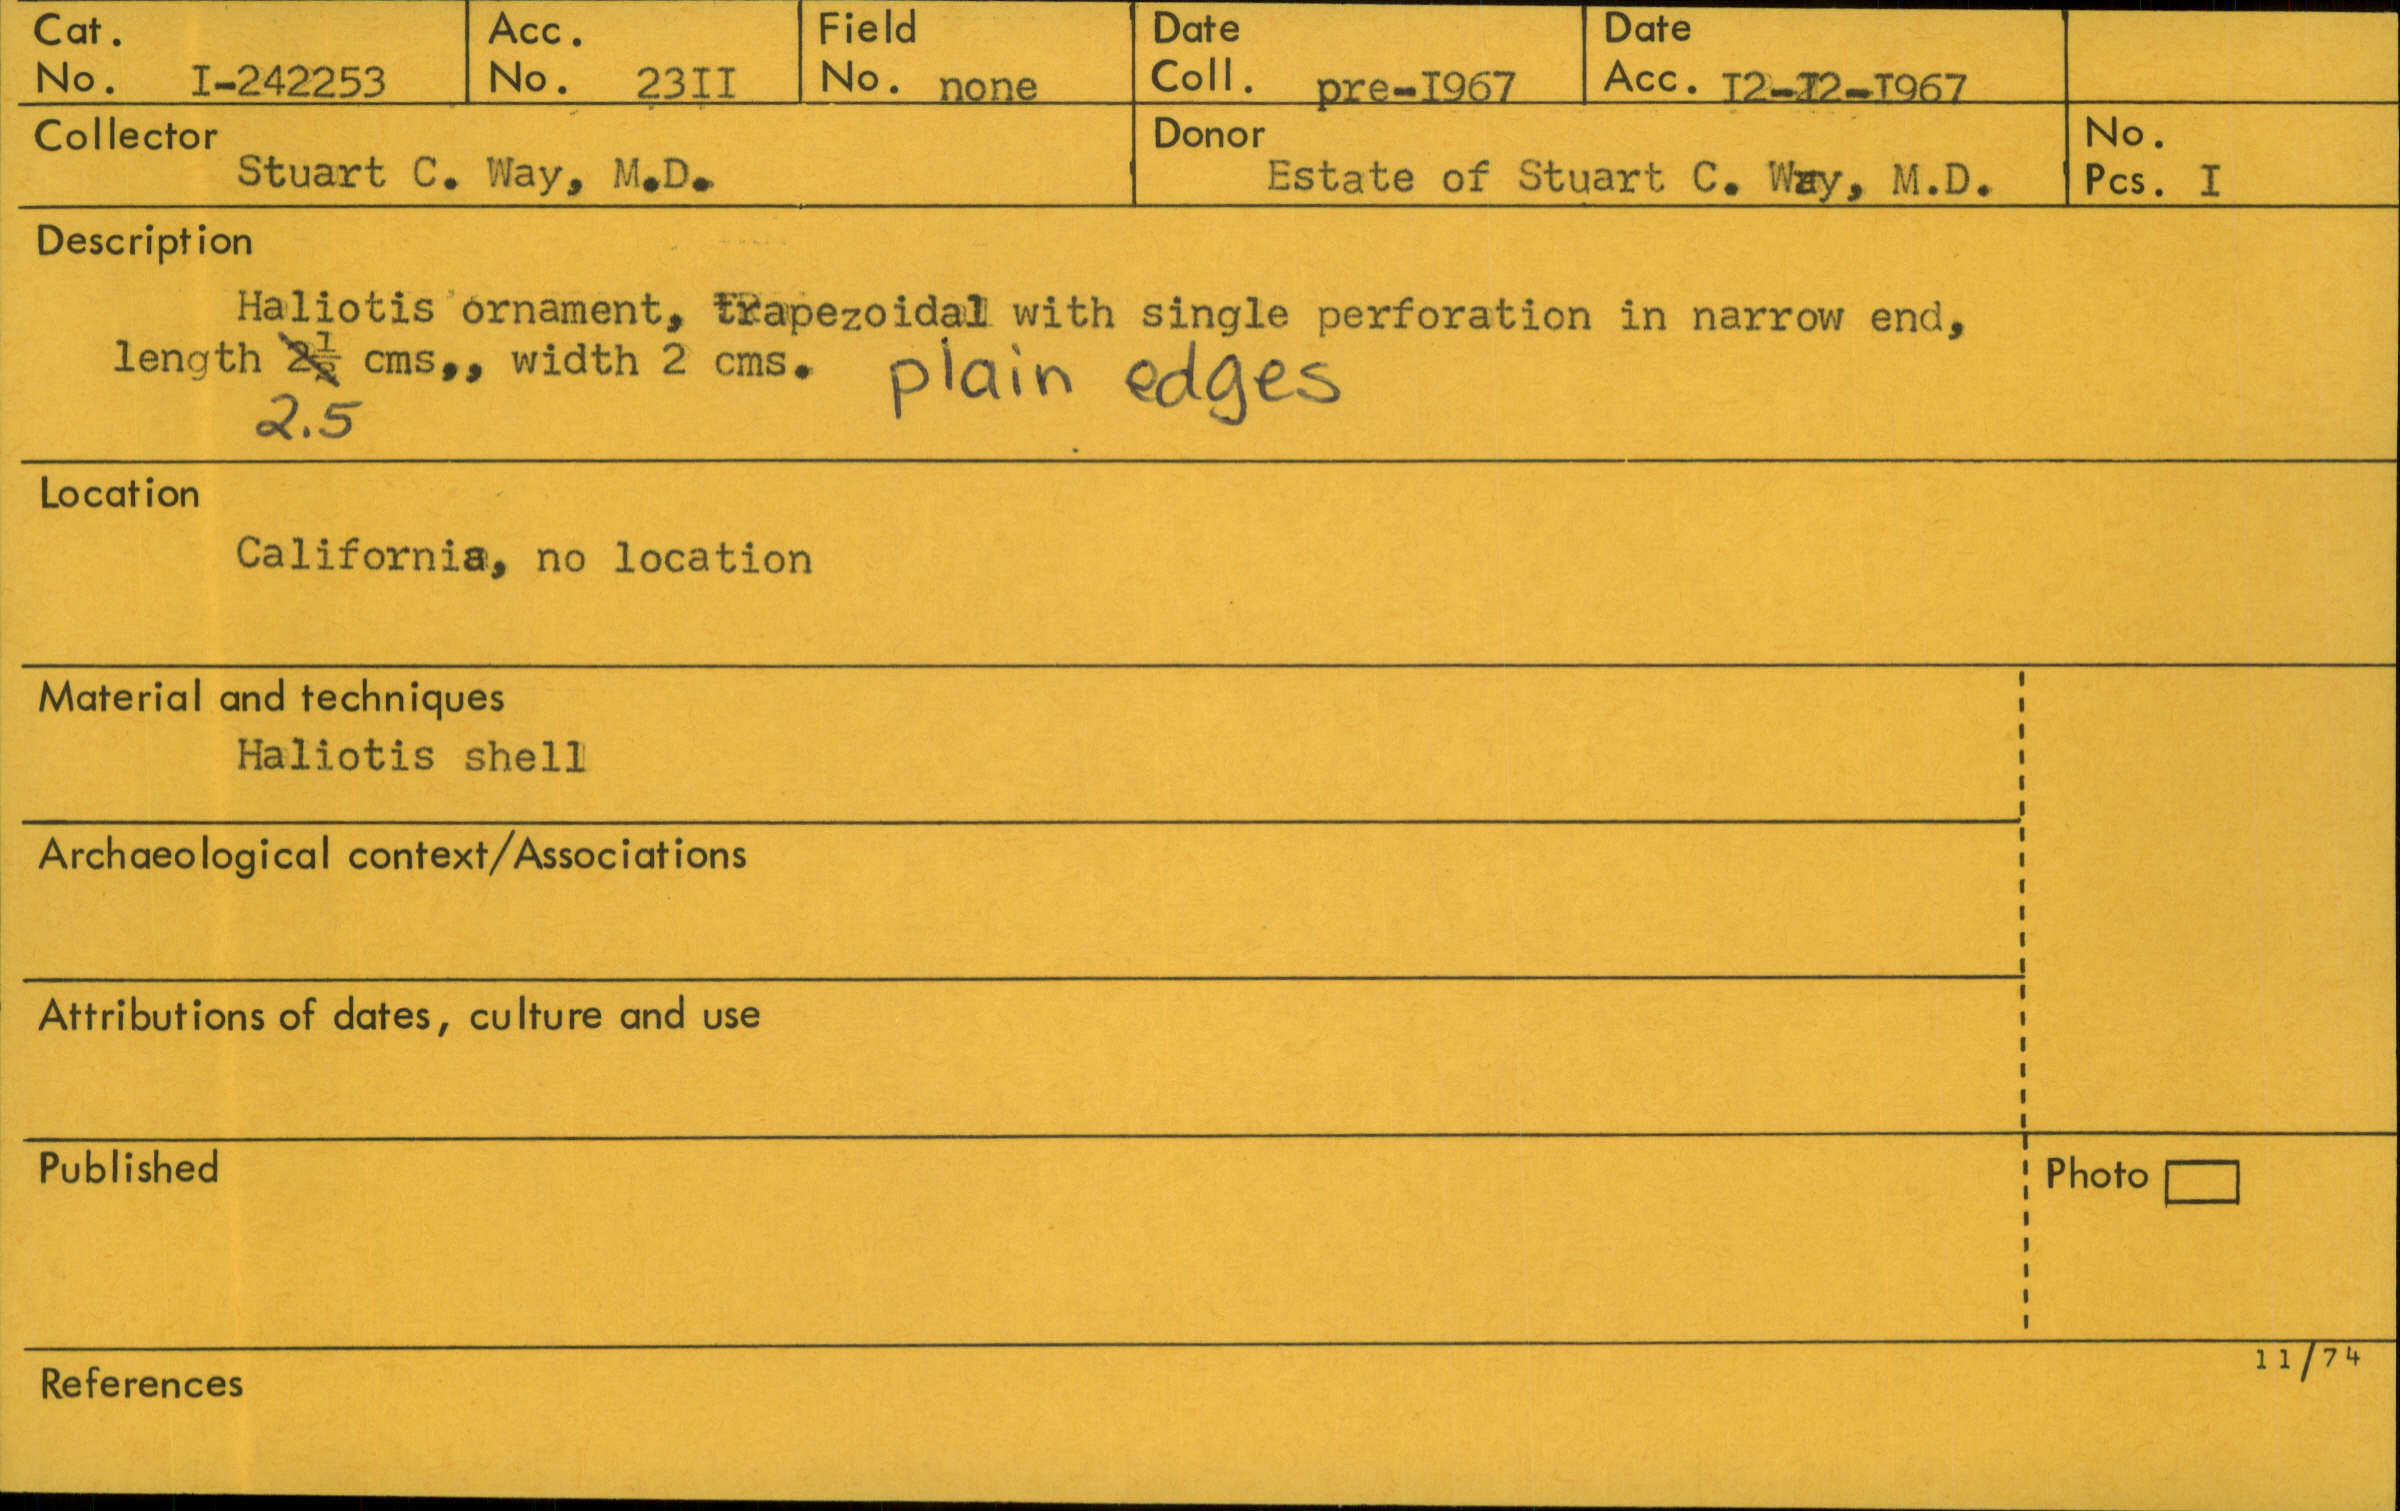 Cat. No. I-242253
Acc. No. 23II
Field No. none
Date Coll. pre-I967
Date Acc. I2-I2-I967
Collector
Stuart C. Way, M.D.
Donor
Estate of Stuart C. Way, M.D.
No. Pcs. I
Description
Haliotis ornament, trapezoidal with single perforation in narrow end,
length 2½ cms,, width 2 cms. plain edges
2.5
Location
California, no location
Material and techniques
Haliotis shell
Archaeological context/Associations
Attributions of dates, culture and use
Published
Photo
11/74
References